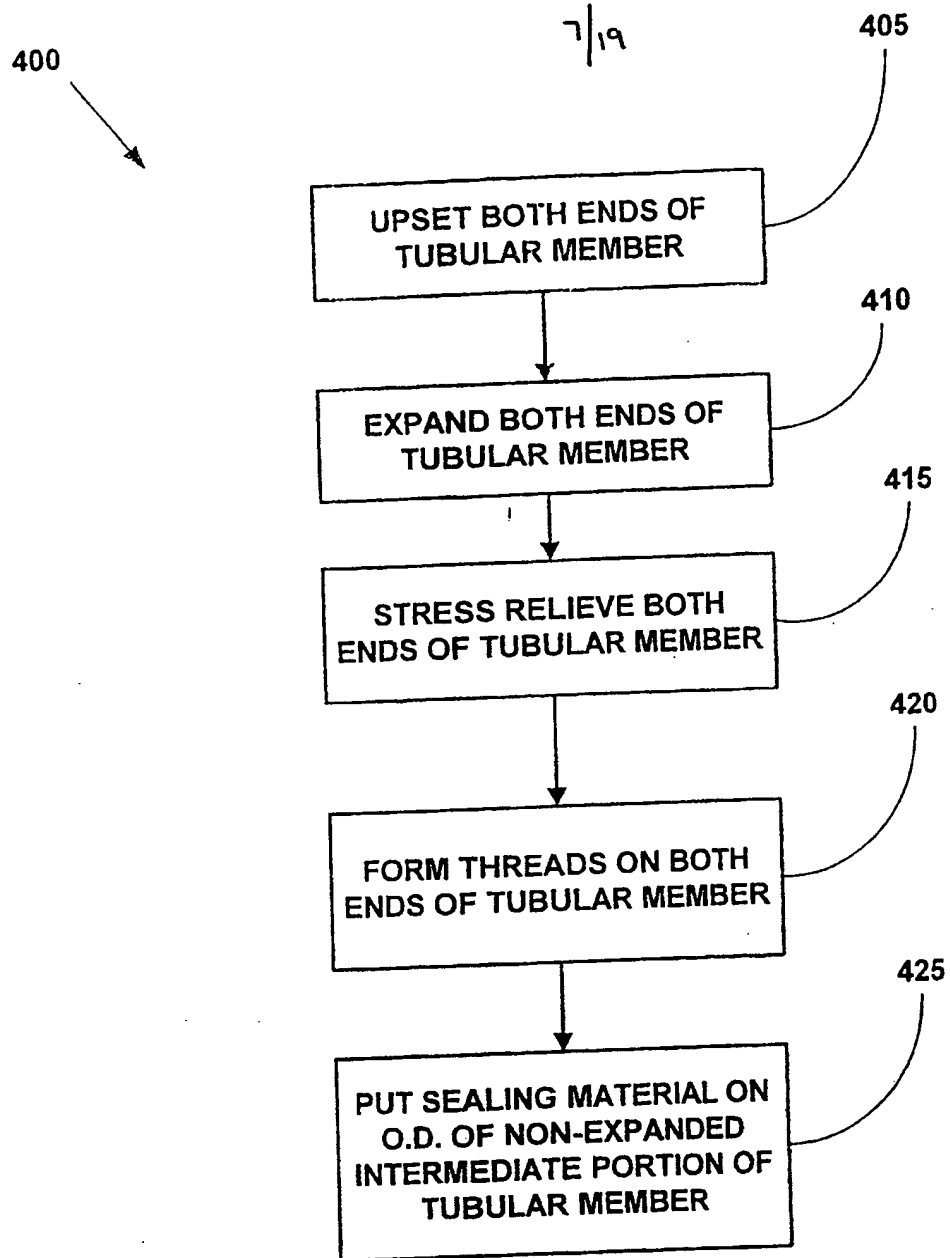 7/19
400
405
UPSET BOTH ENDS OF
TUBULAR MEMBER
410
EXPAND BOTH ENDS OF
TUBULAR MEMBER
415
STRESS RELIEVE BOTH
ENDS OF TUBULAR MEMBER
420
FORM THREADS ON BOTH
ENDS OF TUBULAR MEMBER
425
PUT SEALING MATERIAL ON
O.D. OF NON-EXPANDED
INTERMEDIATE PORTION OF
TUBULAR MEMBER